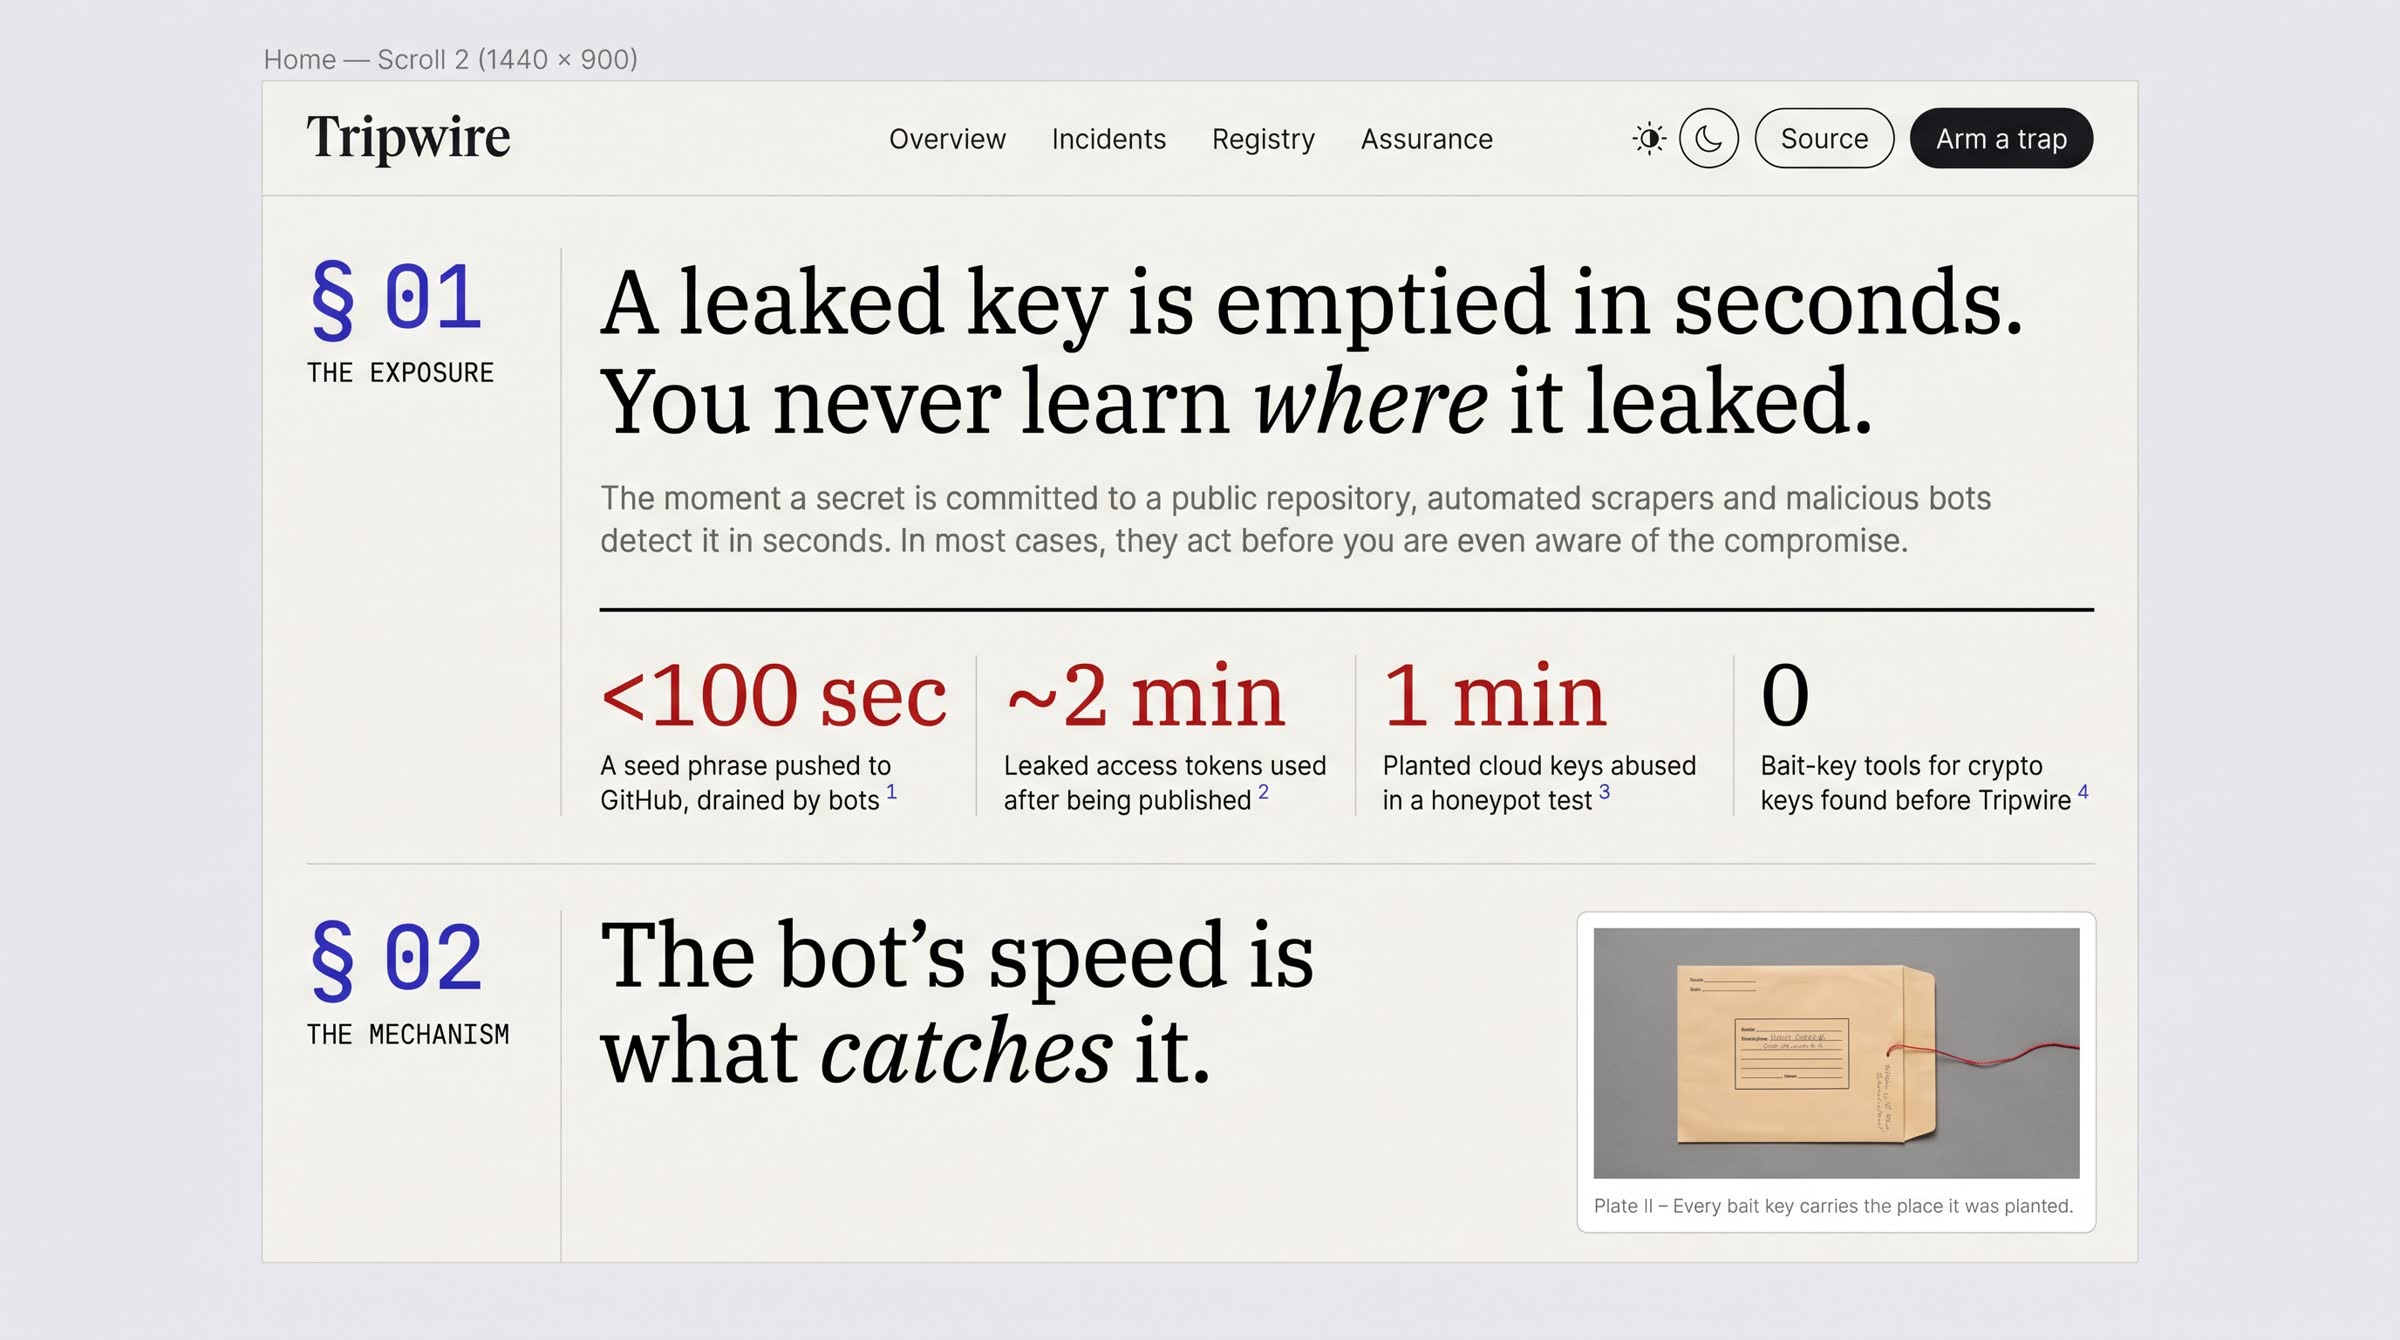 Home — Scroll 2 (1440 × 900)
Tripwire
Overview
Incidents
Registry
Assurance
Source
Arm a trap
§ 01
THE EXPOSURE
A leaked key is emptied in seconds.
You never learn where it leaked.
The moment a secret is committed to a public repository, automated scrapers and malicious bots
detect it in seconds. In most cases, they act before you are even aware of the compromise.
<100 sec
A seed phrase pushed to
GitHub, drained by bots 1
~2 min
Leaked access tokens used
after being published 2
1 min
Planted cloud keys abused
in a honeypot test 3
0
Bait-key tools for crypto
keys found before Tripwire 4
§ 02
THE MECHANISM
The bot’s speed is
what catches it.
Plate II – Every bait key carries the place it was planted.